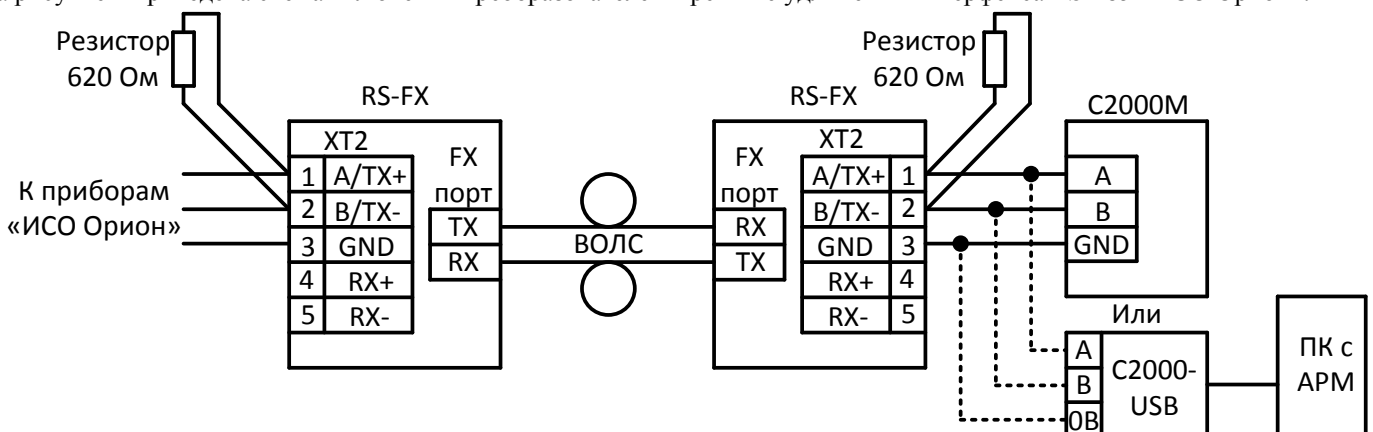 Резистор
620 Ом
RS-FX
XT2
1 A/TX+
2 B/TX-
3 GND
4 RX+
5 RX-
FX
порт
TX
RX
К приборам
«ИСО Орион»
ВОЛС
Резистор
620 Ом
RS-FX
FX
порт
RX
TX
XT2
A/TX+ 1
B/TX- 2
GND 3
RX+ 4
RX- 5
С2000М
A
B
GND
Или
A
B
0В
С2000-
USB
ПК с
АРМ